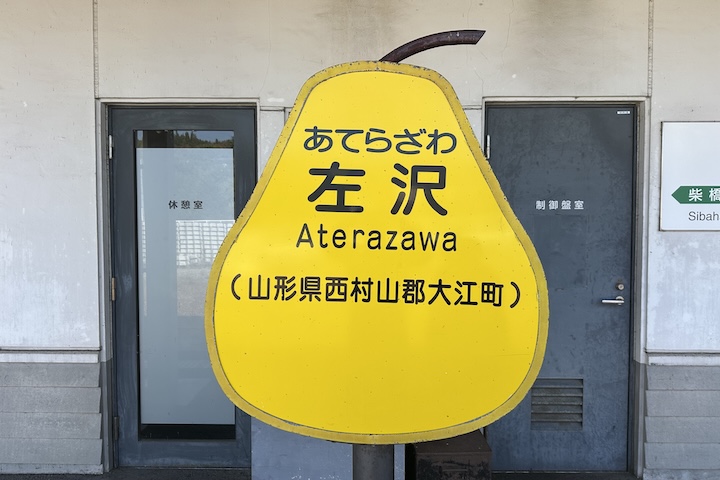 あてらざわ
左沢
Aterazawa
(山形県西村山郡大江町)
休憩室
制御盤室
柴橋
Sibah